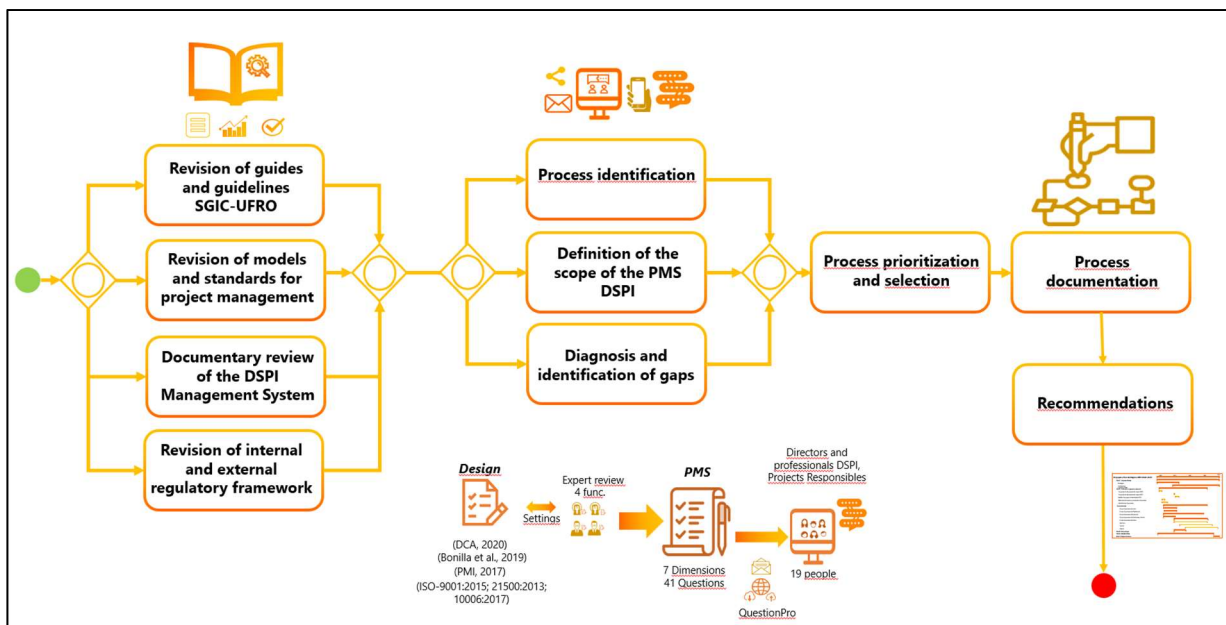 Revision of guides
and guidelines
SGIC-UFRO
Revision of models
and standards for
project management
Documentary review
of the DSPI
Management System
Revision of internal
and external
regulatory framework
Process identification
Definition of the
scope of the PMS
DSPI
Diagnosis and
identification of gaps
Process prioritization
and selection
Process
documentation
Recommendations
Design
Settings
Expert review
4 func.
(DCA, 2020)
(Bonilla et al., 2019)
(PMI, 2017)
(ISO-9001:2015; 21500:2013;
10006:2017)
PMS
7 Dimensions
41 Questions
QuestionPro
Directors and
professionals DSPI,
Projects Responsibles
19 people